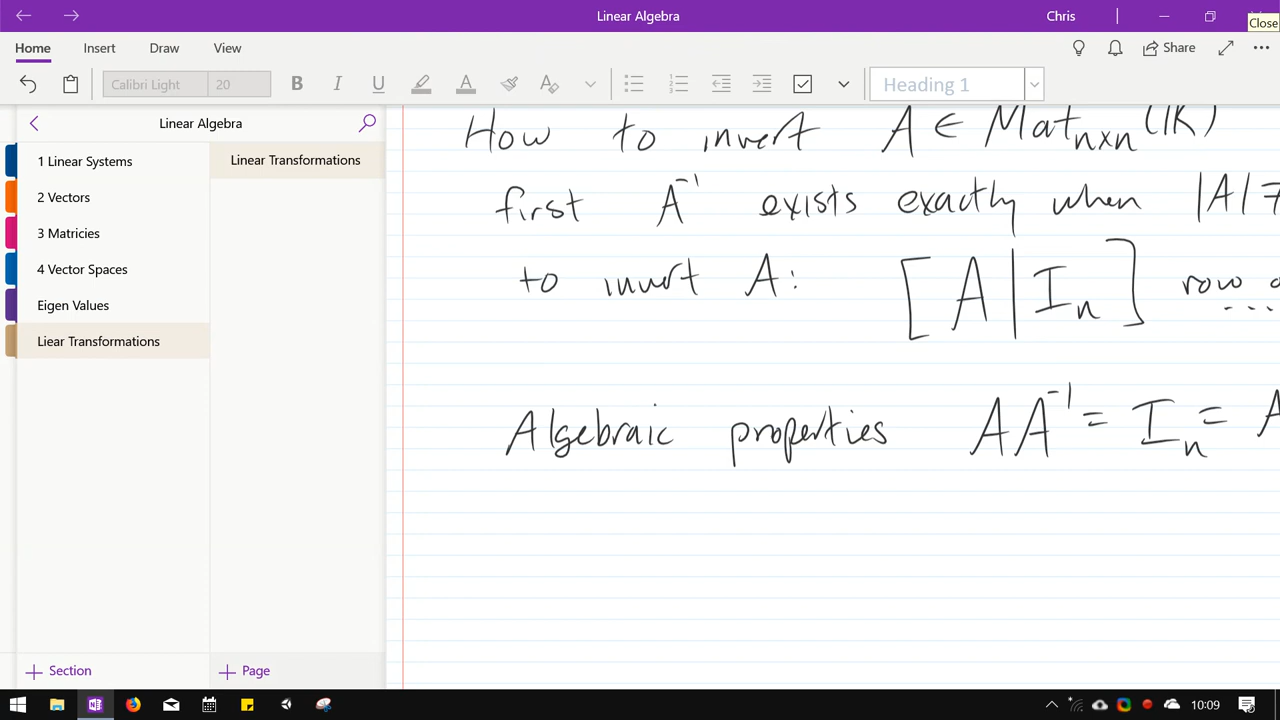 Linear Algebra
Chris
Close
Home Insert Draw View
Share
Calibri Light 20
B I U A
Heading 1
Linear Algebra
1 Linear Systems
2 Vectors
3 Matricies
4 Vector Spaces
Eigen Values
Liear Transformations
Linear Transformations
How to invert A ∈ Mat_{n×n}(IK)
first A⁻¹ exists exactly when |A| ≠
to invert A: [A | Iₙ] row
Algebraic properties AA⁻¹ = Iₙ = A
+ Section
+ Page
10:09